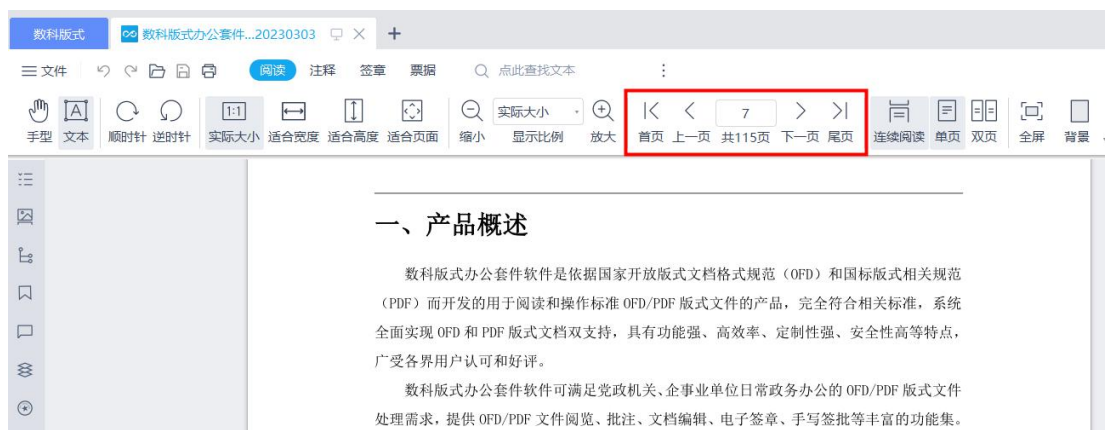 数科版式 数科版式办公套件...20230303
文件 阅读 注释 签章 票据 点此查找文本
1:1 实际大小 7
手型 文本 顺时针 逆时针 实际大小 适合宽度 适合高度 适合页面 缩小 显示比例 放大 首页 上一页 共115页 下一页 尾页 连续阅读 单页 双页 全屏 背景
一、产品概述
数科版式办公套件软件是依据国家开放版式文档格式规范（OFD）和国标版式相关规范
（PDF）而开发的用于阅读和操作标准 OFD/PDF 版式文件的产品，完全符合相关标准，系统
全面实现 OFD 和 PDF 版式文档双支持，具有功能强、高效率、定制性强、安全性高等特点，
广受各界用户认可和好评。
数科版式办公套件软件可满足党政机关、企事业单位日常政务办公的 OFD/PDF 版式文件
处理需求，提供 OFD/PDF 文件阅览、批注、文档编辑、电子签章、手写签批等丰富的功能集。